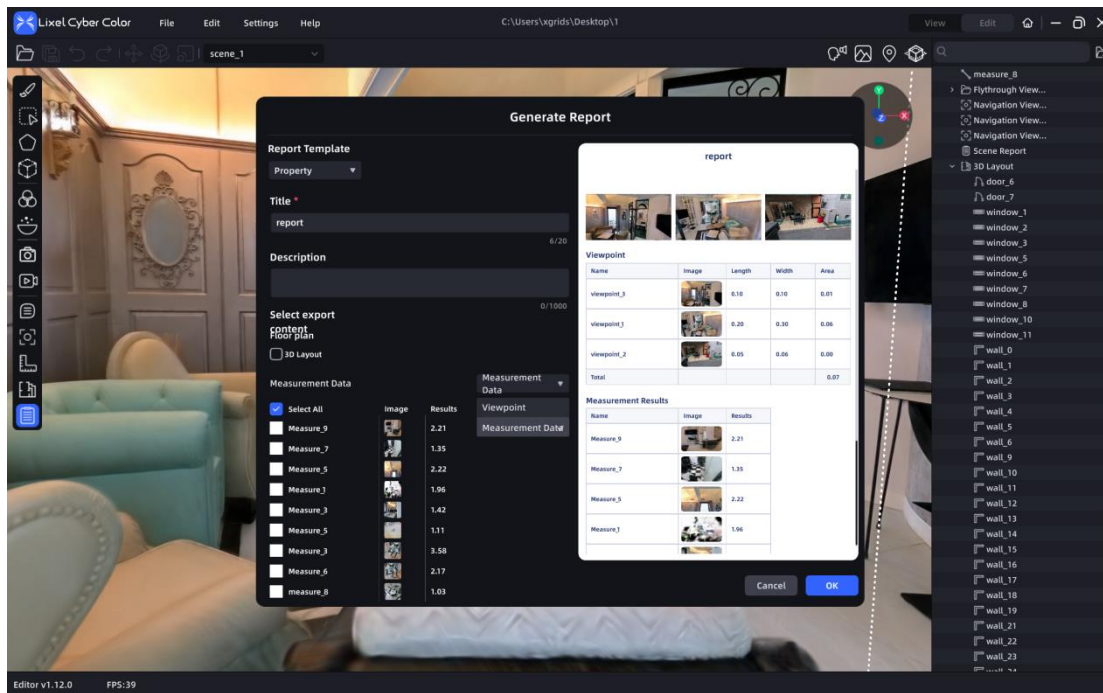 Lixel Cyber Color File Edit Settings Help C:\Users\xgrids\Desktop\1 View Edit
scene_1
Generate Report
Report Template
Property
Title *
report
6/20
Description
0/1000
Select export
content
Floor plan
3D Layout
Measurement Data
Measurement Data
Viewpoint
Measurement Data
Select All Image Results
Measure_9 2.21
Measure_7 1.35
Measure_5 2.22
Measure_1 1.96
Measure_3 1.42
Measure_5 1.11
Measure_3 3.58
Measure_6 2.17
measure_8 1.03
report
Viewpoint
Name Image Length Width Area
viewpoint_3 0.10 0.10 0.01
viewpoint_1 0.20 0.30 0.06
viewpoint_2 0.05 0.06 0.00
Total 0.07
Measurement Results
Name Image Results
Measure_9 2.21
Measure_7 1.35
Measure_5 2.22
Measure_1 1.96
Cancel OK
Y
X
Z
measure_8
Flythrough View...
Navigation View...
Navigation View...
Navigation View...
Scene Report
3D Layout
door_6
door_7
window_1
window_2
window_3
window_5
window_6
window_7
window_8
window_10
window_11
wall_0
wall_1
wall_2
wall_3
wall_4
wall_5
wall_6
wall_9
wall_10
wall_11
wall_12
wall_13
wall_14
wall_15
wall_16
wall_17
wall_18
wall_19
wall_21
wall_22
wall_23
Editor v1.12.0 FPS:39